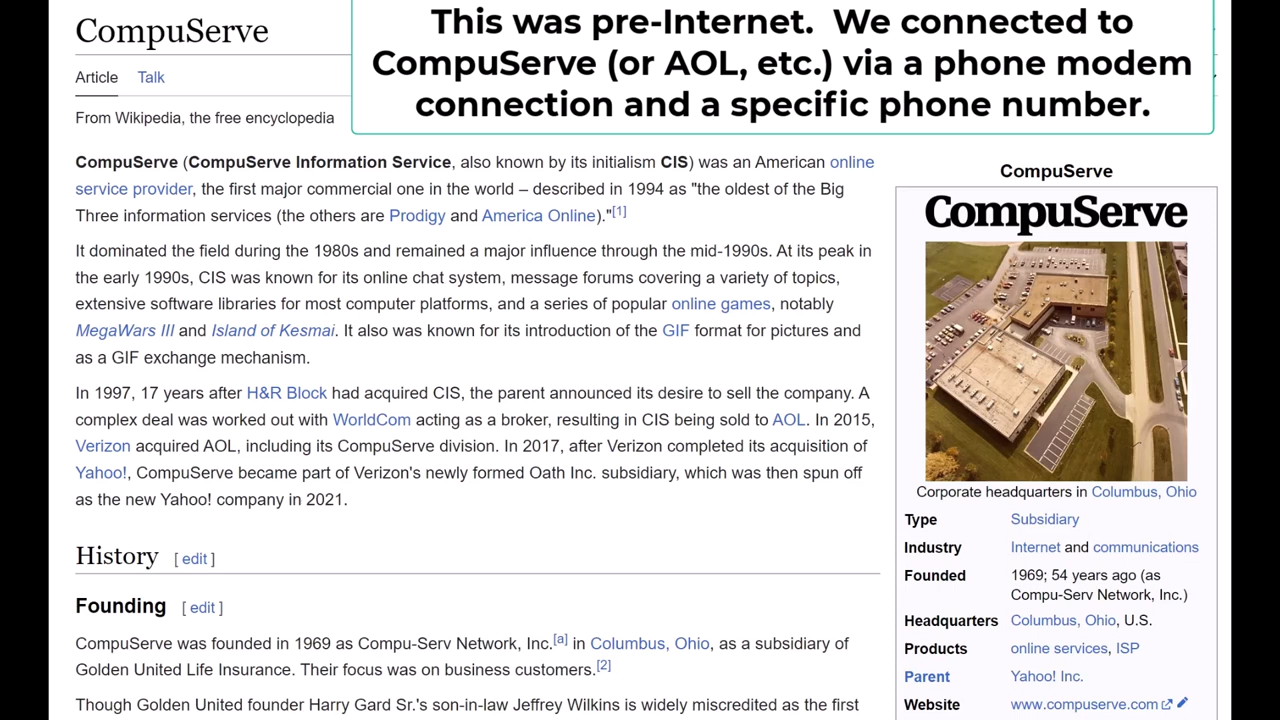 This was pre-Internet. We connected to
CompuServe (or AOL, etc.) via a phone modem
connection and a specific phone number.
CompuServe
Article Talk
From Wikipedia, the free encyclopedia
CompuServe (CompuServe Information Service, also known by its initialism CIS) was an American online
service provider, the first major commercial one in the world – described in 1994 as "the oldest of the Big
Three information services (the others are Prodigy and America Online)."[1]
It dominated the field during the 1980s and remained a major influence through the mid-1990s. At its peak in
the early 1990s, CIS was known for its online chat system, message forums covering a variety of topics,
extensive software libraries for most computer platforms, and a series of popular online games, notably
MegaWars III and Island of Kesmai. It also was known for its introduction of the GIF format for pictures and
as a GIF exchange mechanism.
In 1997, 17 years after H&R Block had acquired CIS, the parent announced its desire to sell the company. A
complex deal was worked out with WorldCom acting as a broker, resulting in CIS being sold to AOL. In 2015,
Verizon acquired AOL, including its CompuServe division. In 2017, after Verizon completed its acquisition of
Yahoo!, CompuServe became part of Verizon's newly formed Oath Inc. subsidiary, which was then spun off
as the new Yahoo! company in 2021.
History [ edit ]
Founding [ edit ]
CompuServe was founded in 1969 as Compu-Serv Network, Inc.[a] in Columbus, Ohio, as a subsidiary of
Golden United Life Insurance. Their focus was on business customers.[2]
Though Golden United founder Harry Gard Sr.'s son-in-law Jeffrey Wilkins is widely miscredited as the first
CompuServe
CompuServe
Corporate headquarters in Columbus, Ohio
Type Subsidiary
Industry Internet and communications
Founded 1969; 54 years ago (as
Compu-Serv Network, Inc.)
Headquarters Columbus, Ohio, U.S.
Products online services, ISP
Parent Yahoo! Inc.
Website www.compuserve.com